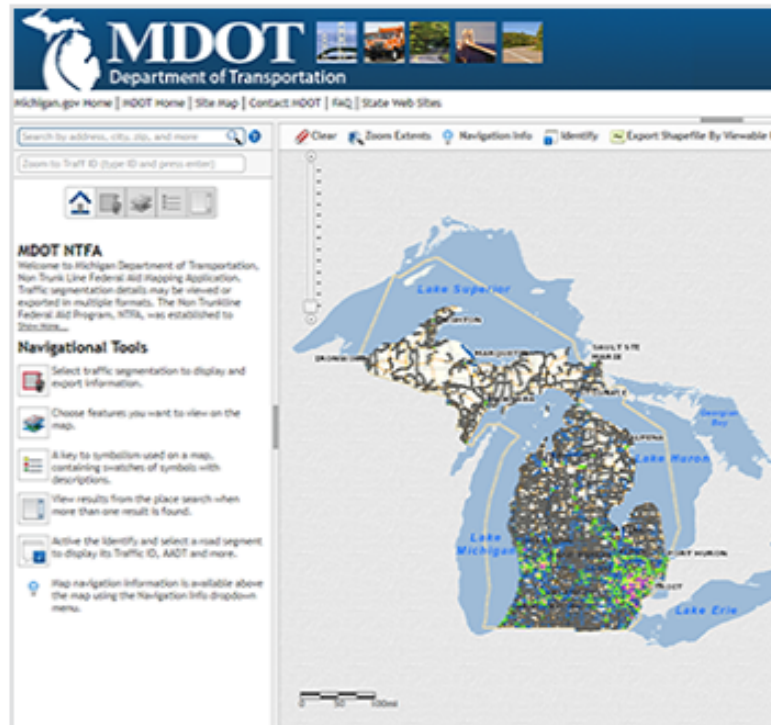 MDOT
Department of Transportation
Michigan.gov Home | MDOT Home | Site Map | Contact MDOT | FAQ | State Web Sites
Search by address, city, zip, and more
Zoom to Traff ID (type ID and press enter)
Clear Zoom Extents Navigation Info Identify Export Shapefile By Viewable
MDOT NTFA
Welcome to Michigan Department of Transportation,
Non Trunk Line Federal Aid Mapping Application.
Traffic segmentation details may be viewed or
exported in multiple formats. The Non Trunkline
Federal Aid Program, NTFA, was established to
Show More...
Navigational Tools
Select traffic segmentation to display and
export information.
Choose features you want to view on the
map.
A key to symbolism used on a map,
containing swatches of symbols with
descriptions.
View results from the place search when
more than one result is found.
Active the Identify and select a road segment
to display its Traffic ID, AADT and more.
Map navigation information is available above
the map using the Navigation Info dropdown
menu.
Lake Superior
HOUGHTON
IRONWOOD
MARQUETTE
SAULT STE
MARIE
Georgian
Bay
ALPENA
Lake Huron
Lake
Michigan
PORT HURON
Lake Erie
0 50 100mi